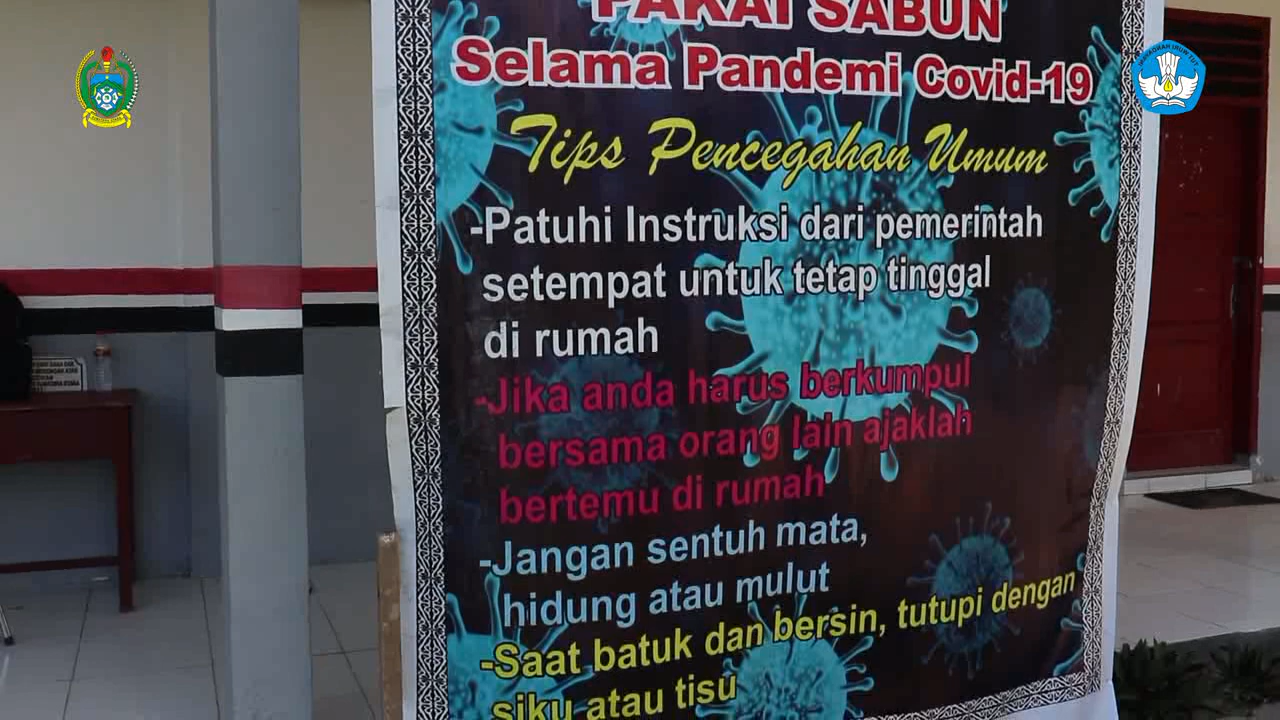 PAKAI SABUN
Selama Pandemi Covid-19
Tips Pencegahan Umum
-Patuhi Instruksi dari pemerintah
setempat untuk tetap tinggal
di rumah
-Jika anda harus berkumpul
bersama orang lain ajaklah
bertemu di rumah
-Jangan sentuh mata,
hidung atau mulut
-Saat batuk dan bersin, tutupi dengan
siku atau tisu